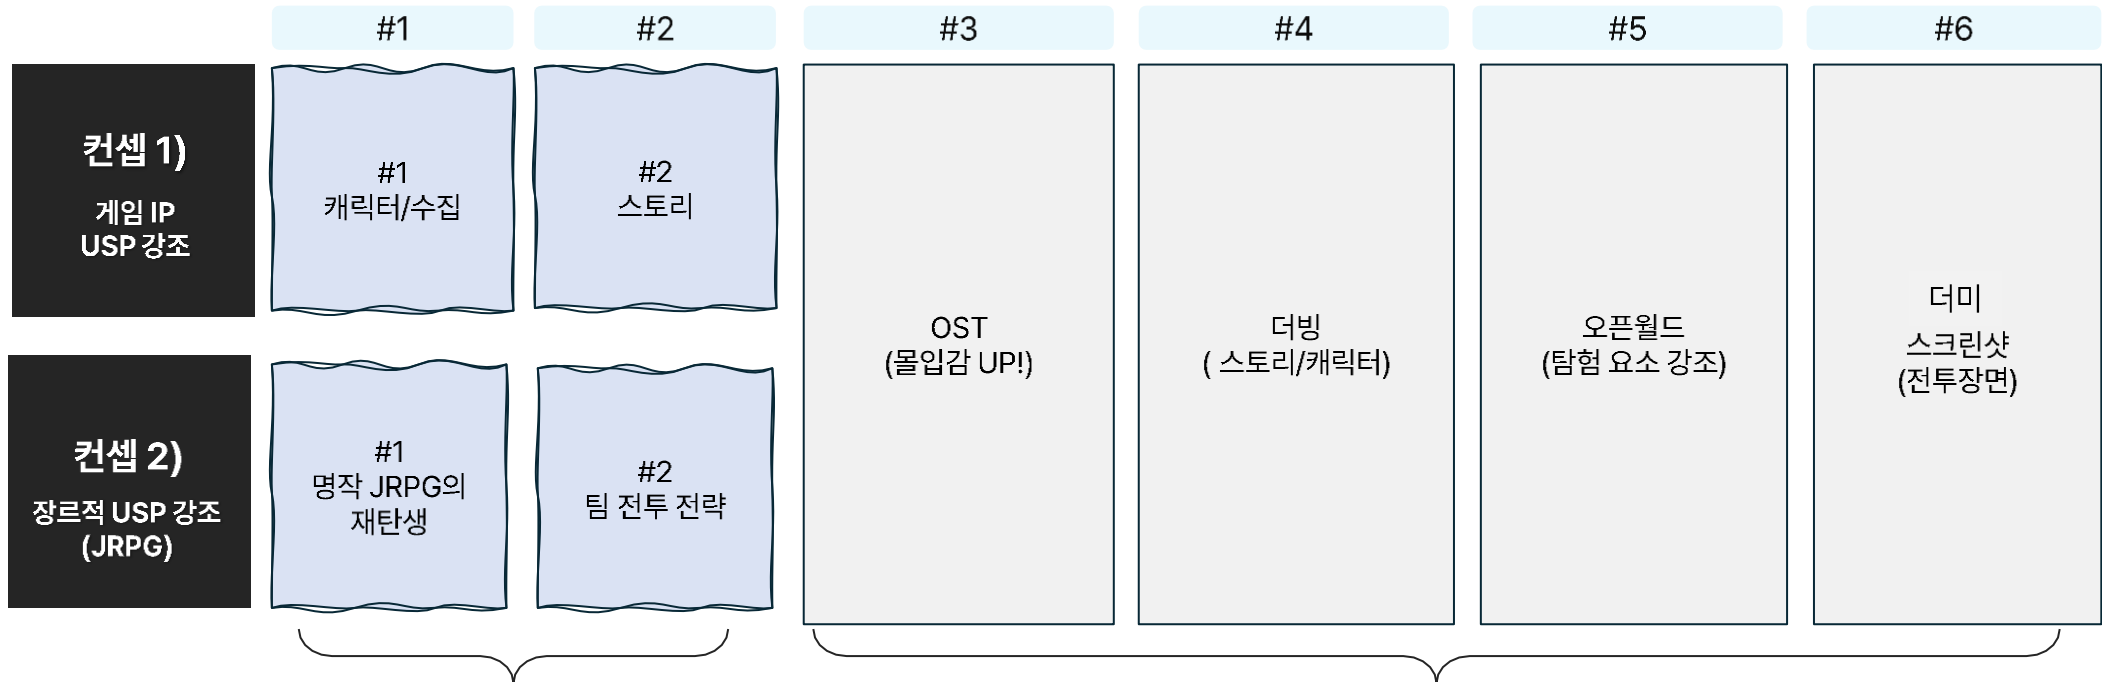 #1
#2
#3
#4
#5
#6
컨셉 1)
게임 IP
USP 강조
#1
캐릭터/수집
#2
스토리
컨셉 2)
장르적 USP 강조
(JRPG)
#1
명작 JRPG의
재탄생
#2
팀 전투 전략
OST
(몰입감 UP!)
더빙
( 스토리/캐릭터)
오픈월드
(탐험 요소 강조)
더미
스크린샷
(전투장면)